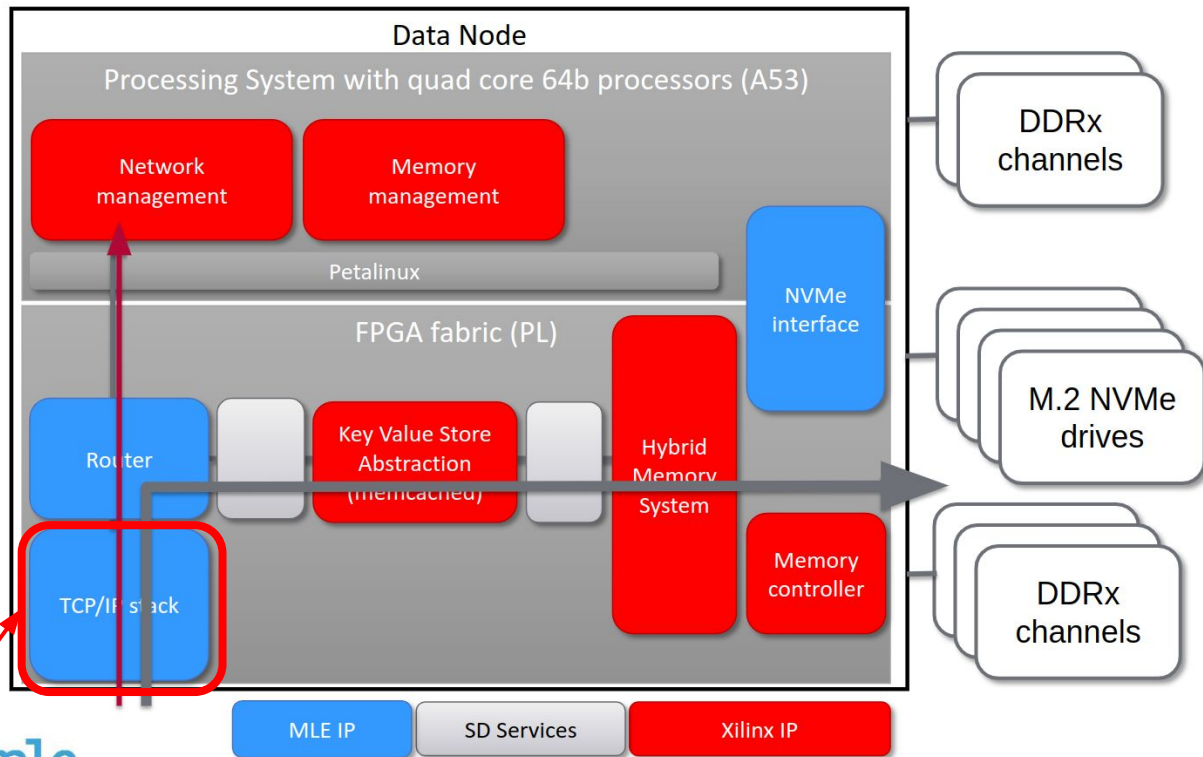 Data Node
Processing System with quad core 64b processors (A53)
Network
management
Memory
management
Petalinux
NVMe
interface
FPGA fabric (PL)
Router
Key Value Store
Abstraction
(memcached)
Hybrid
Memory
System
TCP/IP stack
Memory
controller
DDRx
channels
M.2 NVMe
drives
DDRx
channels
MLE IP
SD Services
Xilinx IP